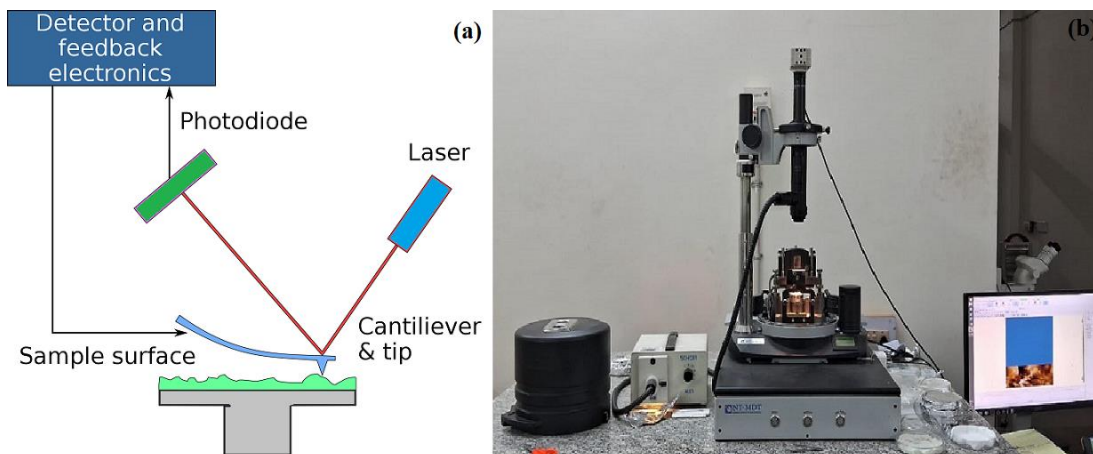 Detector and
feedback
electronics
(a)
Photodiode
Laser
Cantiliever
& tip
Sample surface
(b)
NT-MDT